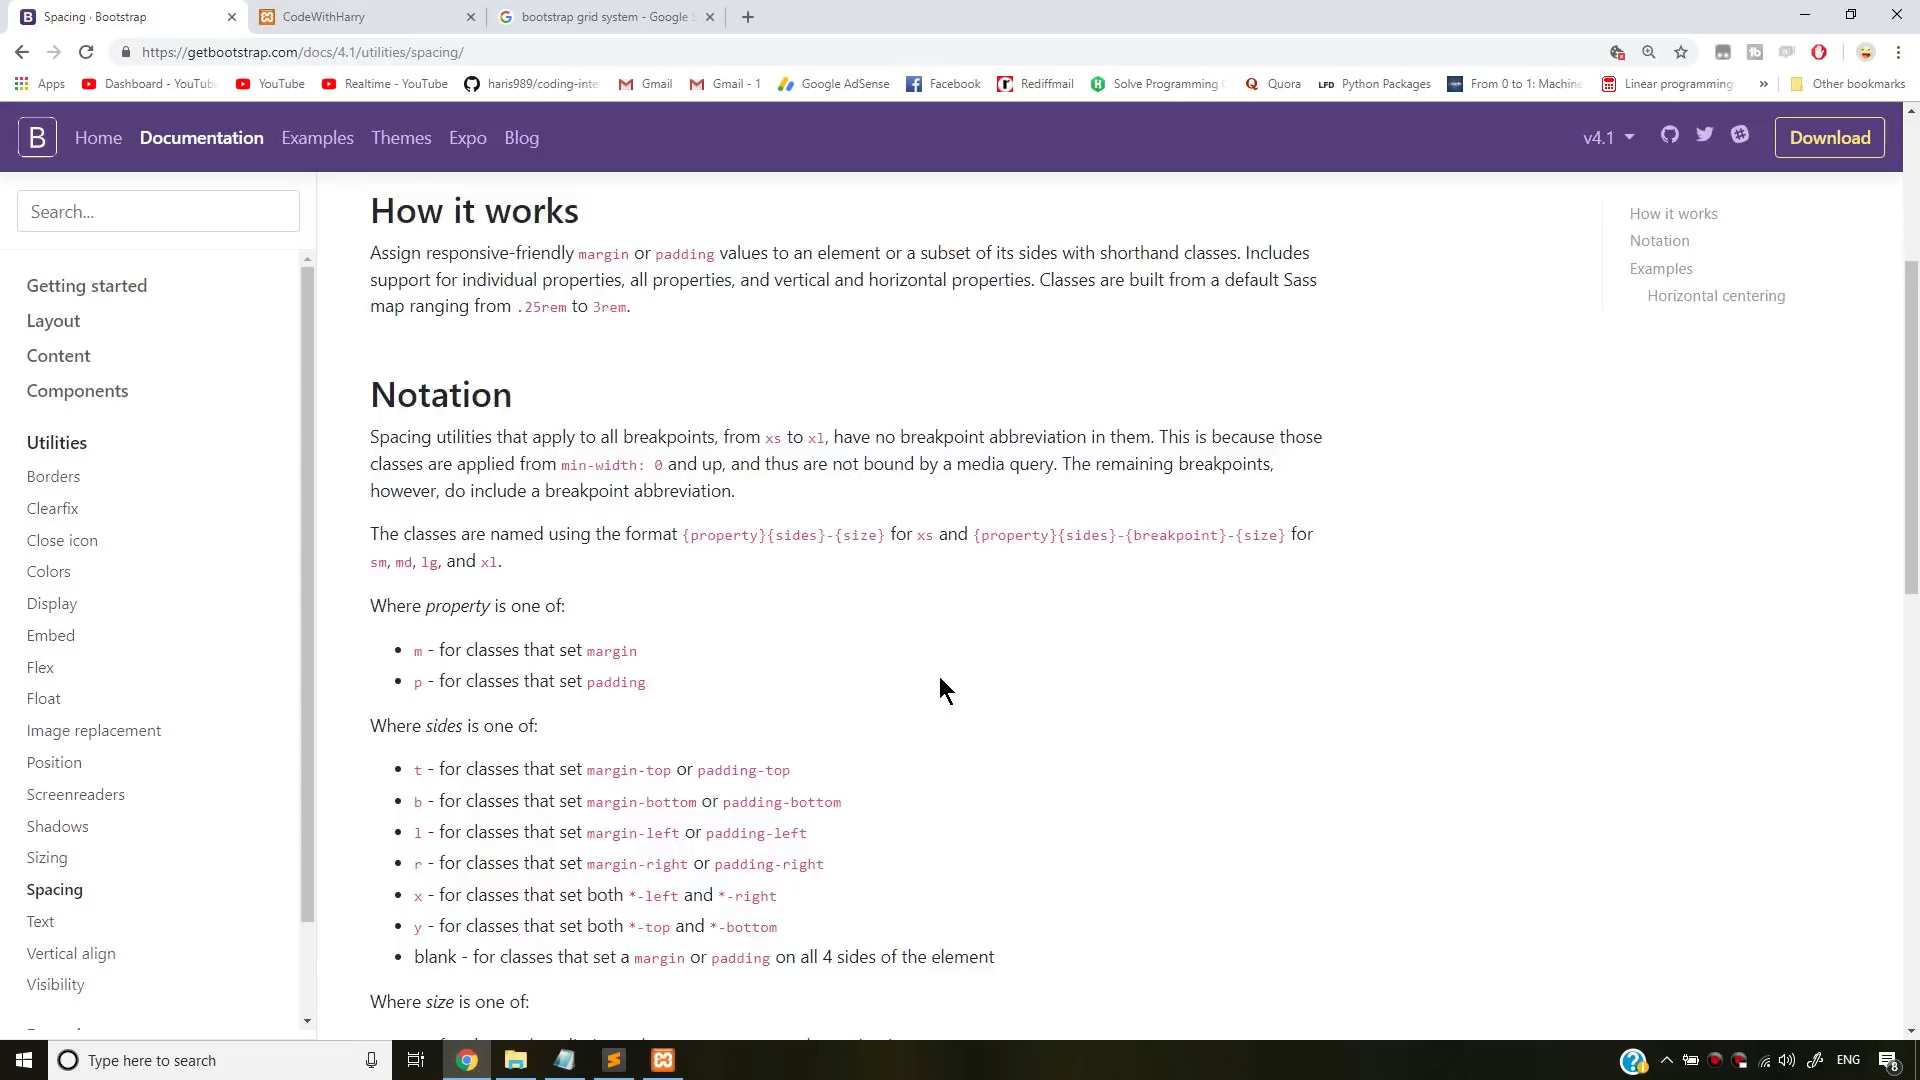 Spacing · Bootstrap
CodeWithHarry
bootstrap grid system - Google
https://getbootstrap.com/docs/4.1/utilities/spacing/
Apps
Dashboard - YouTub
YouTube
Realtime - YouTube
haris989/coding-inte
Gmail
Gmail - 1
Google AdSense
Facebook
Rediffmail
Solve Programming
Quora
LFD Python Packages
From 0 to 1: Machine
Linear programming
»
Other bookmarks
B
Home
Documentation
Examples
Themes
Expo
Blog
v4.1
Download
Search...
Getting started
Layout
Content
Components
Utilities
Borders
Clearfix
Close icon
Colors
Display
Embed
Flex
Float
Image replacement
Position
Screenreaders
Shadows
Sizing
Spacing
Text
Vertical align
Visibility
How it works
Assign responsive-friendly margin or padding values to an element or a subset of its sides with shorthand classes. Includes
support for individual properties, all properties, and vertical and horizontal properties. Classes are built from a default Sass
map ranging from .25rem to 3rem.
Notation
Spacing utilities that apply to all breakpoints, from xs to xl, have no breakpoint abbreviation in them. This is because those
classes are applied from min-width: 0 and up, and thus are not bound by a media query. The remaining breakpoints,
however, do include a breakpoint abbreviation.
The classes are named using the format {property}{sides}-{size} for xs and {property}{sides}-{breakpoint}-{size} for
sm, md, lg, and xl.
Where property is one of:
• m - for classes that set margin
• p - for classes that set padding
Where sides is one of:
• t - for classes that set margin-top or padding-top
• b - for classes that set margin-bottom or padding-bottom
• l - for classes that set margin-left or padding-left
• r - for classes that set margin-right or padding-right
• x - for classes that set both *-left and *-right
• y - for classes that set both *-top and *-bottom
• blank - for classes that set a margin or padding on all 4 sides of the element
Where size is one of:
How it works
Notation
Examples
Horizontal centering
Type here to search
ENG
8